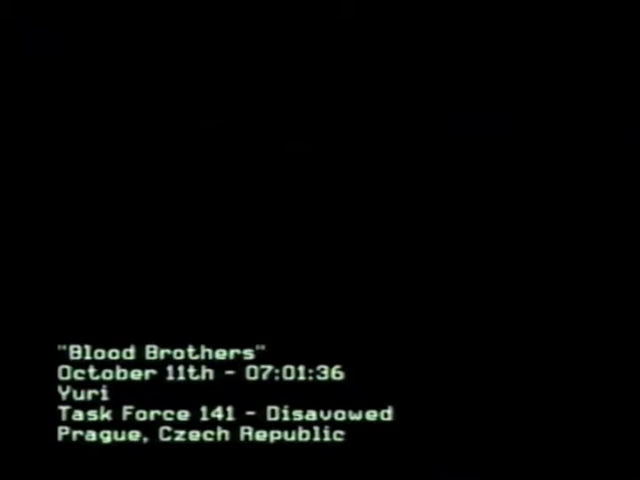 "Blood Brothers"
October 11th - 07:01:36
Yuri
Task Force 141 - Disavowed
Prague, Czech Republic